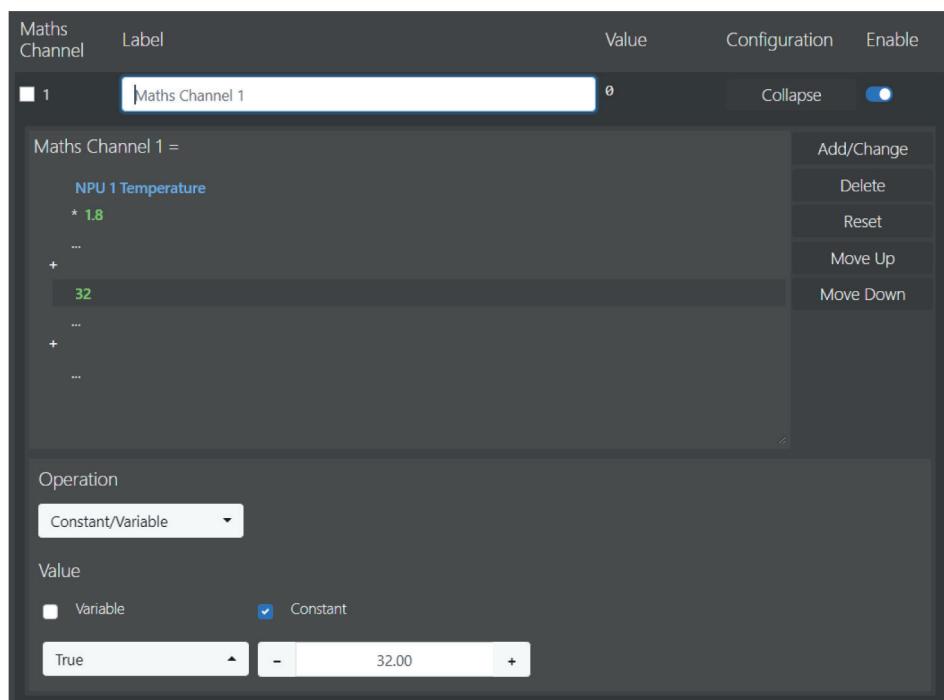 Maths Channel Label Value Configuration Enable
1 Maths Channel 1 0 Collapse
Maths Channel 1 = Add/Change
NPU 1 Temperature Delete
* 1.8 Reset
...
+ Move Up
32 Move Down
...
+
...
Operation
Constant/Variable
Value
Variable Constant
True - 32.00 +